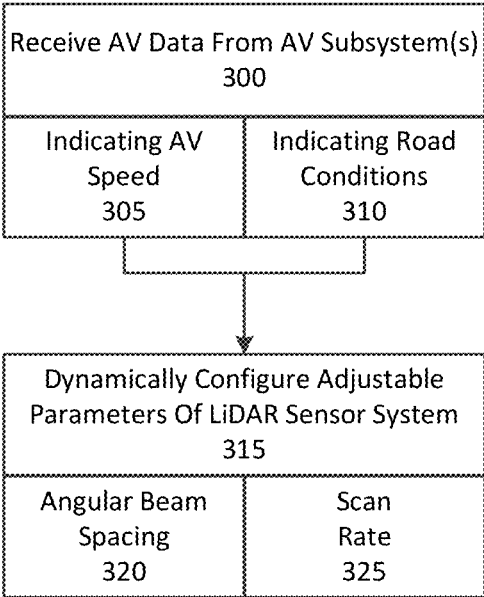 Receive AV Data From AV Subsystem(s)
300
Indicating AV
Speed
305
Indicating Road
Conditions
310
Dynamically Configure Adjustable
Parameters Of LiDAR Sensor System
315
Angular Beam
Spacing
320
Scan
Rate
325